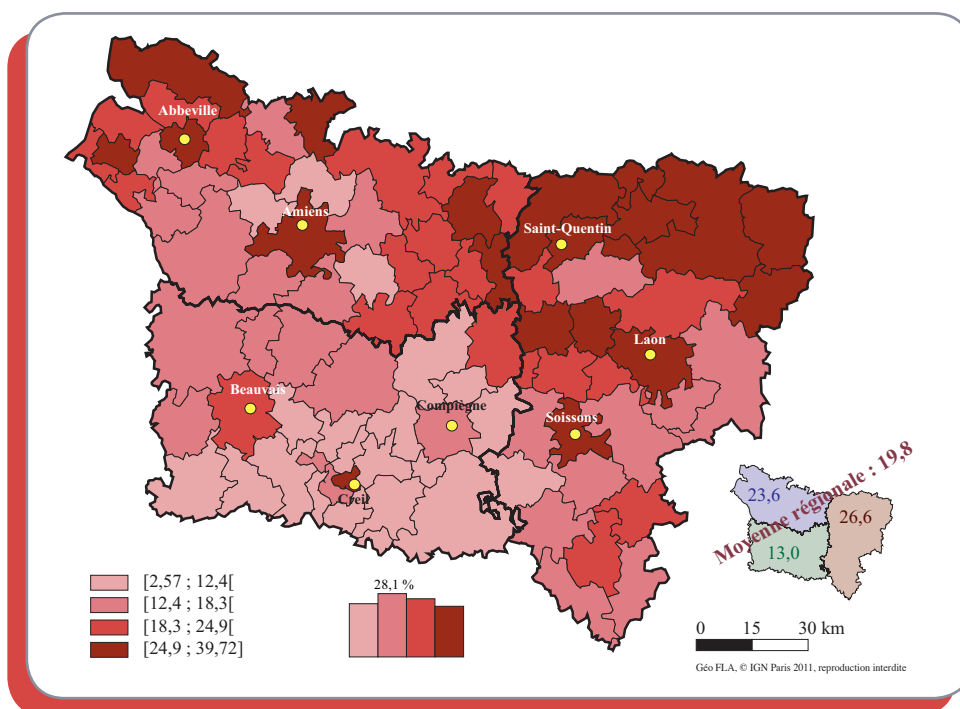 Abbeville
Amiens
Saint-Quentin
Laon
Beauvais
Compiègne
Soissons
Creil
23,6
26,6
13,0
Moyenne régionale : 19,8
[2,57 ; 12,4[
[12,4 ; 18,3[
[18,3 ; 24,9[
[24,9 ; 39,72]
28,1 %
0 15 30 km
Géo FLA, © IGN Paris 2011, reproduction interdite